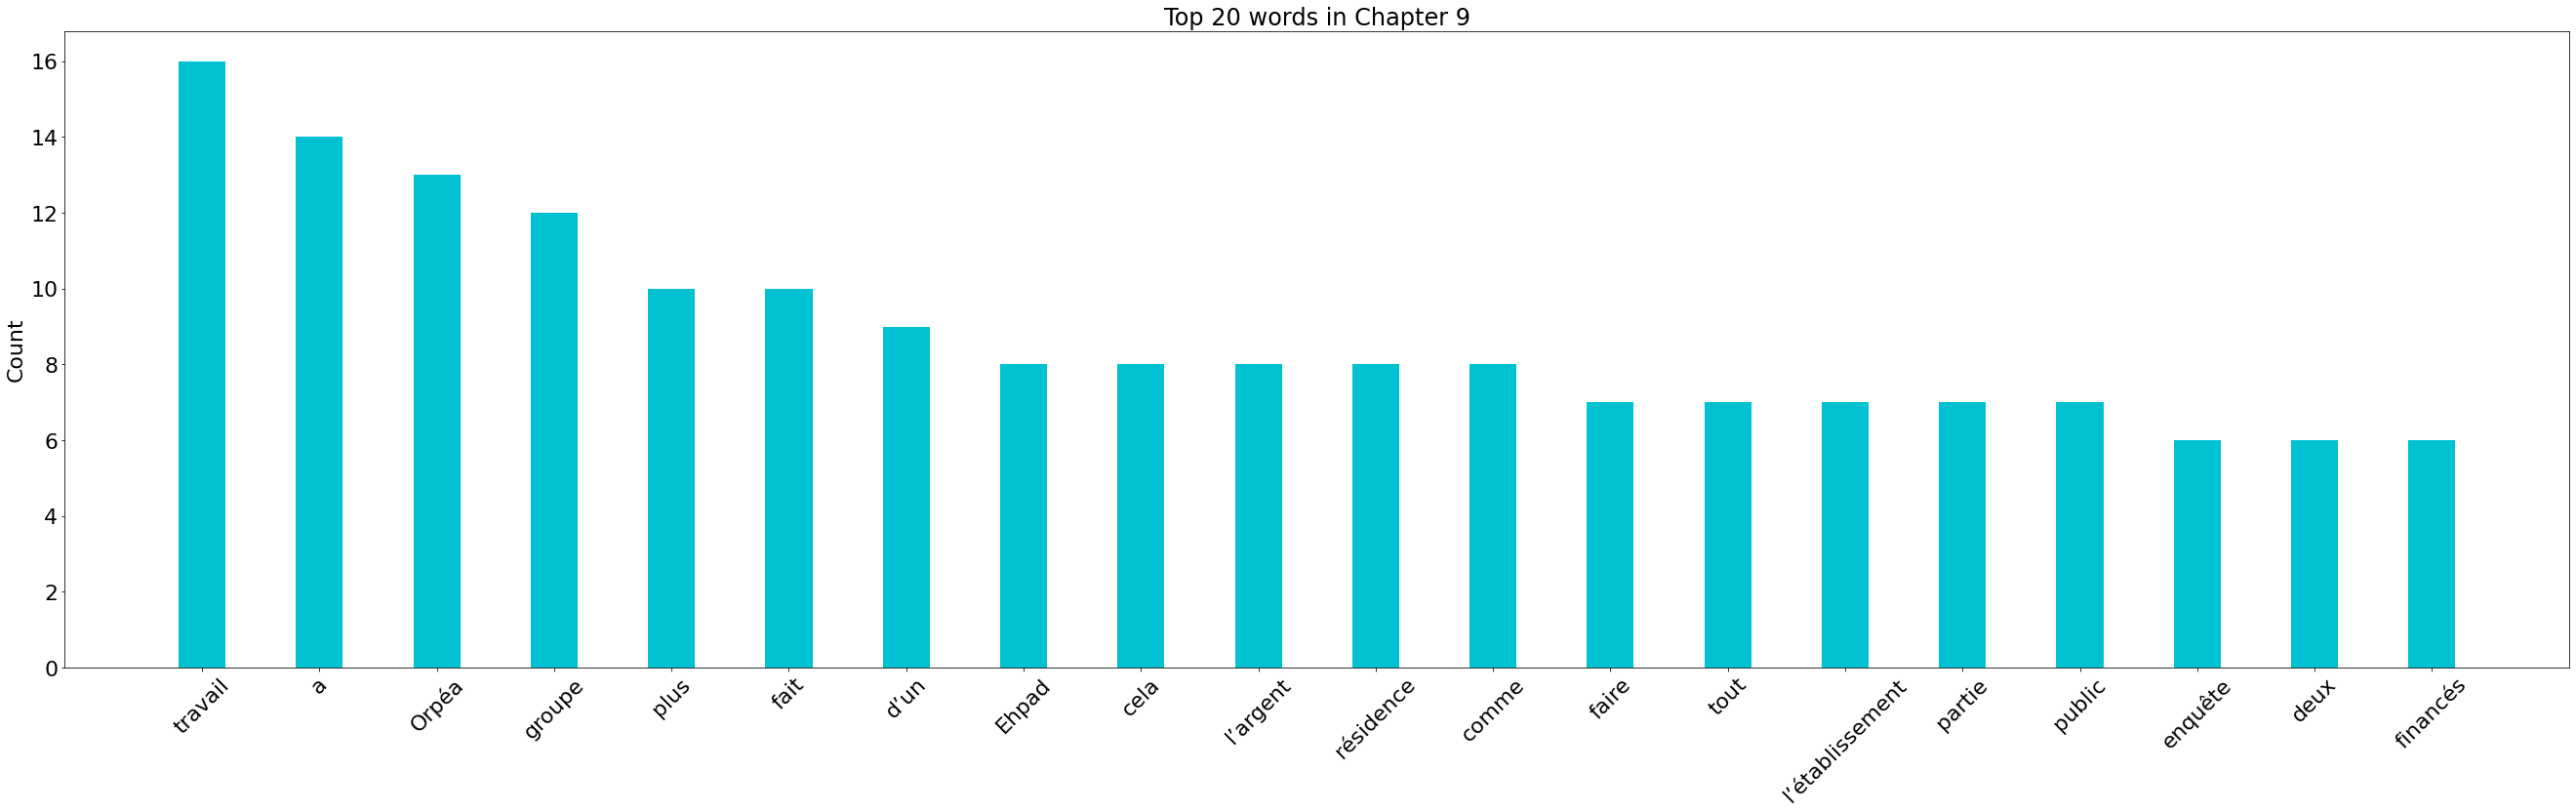 Top 20 words in Chapter 9
Count
16
14
12
10
8
6
4
2
0
travail
a
Orpéa
groupe
plus
fait
d’un
Ehpad
cela
l’argent
résidence
comme
faire
tout
l’établissement
partie
public
enquête
deux
financés